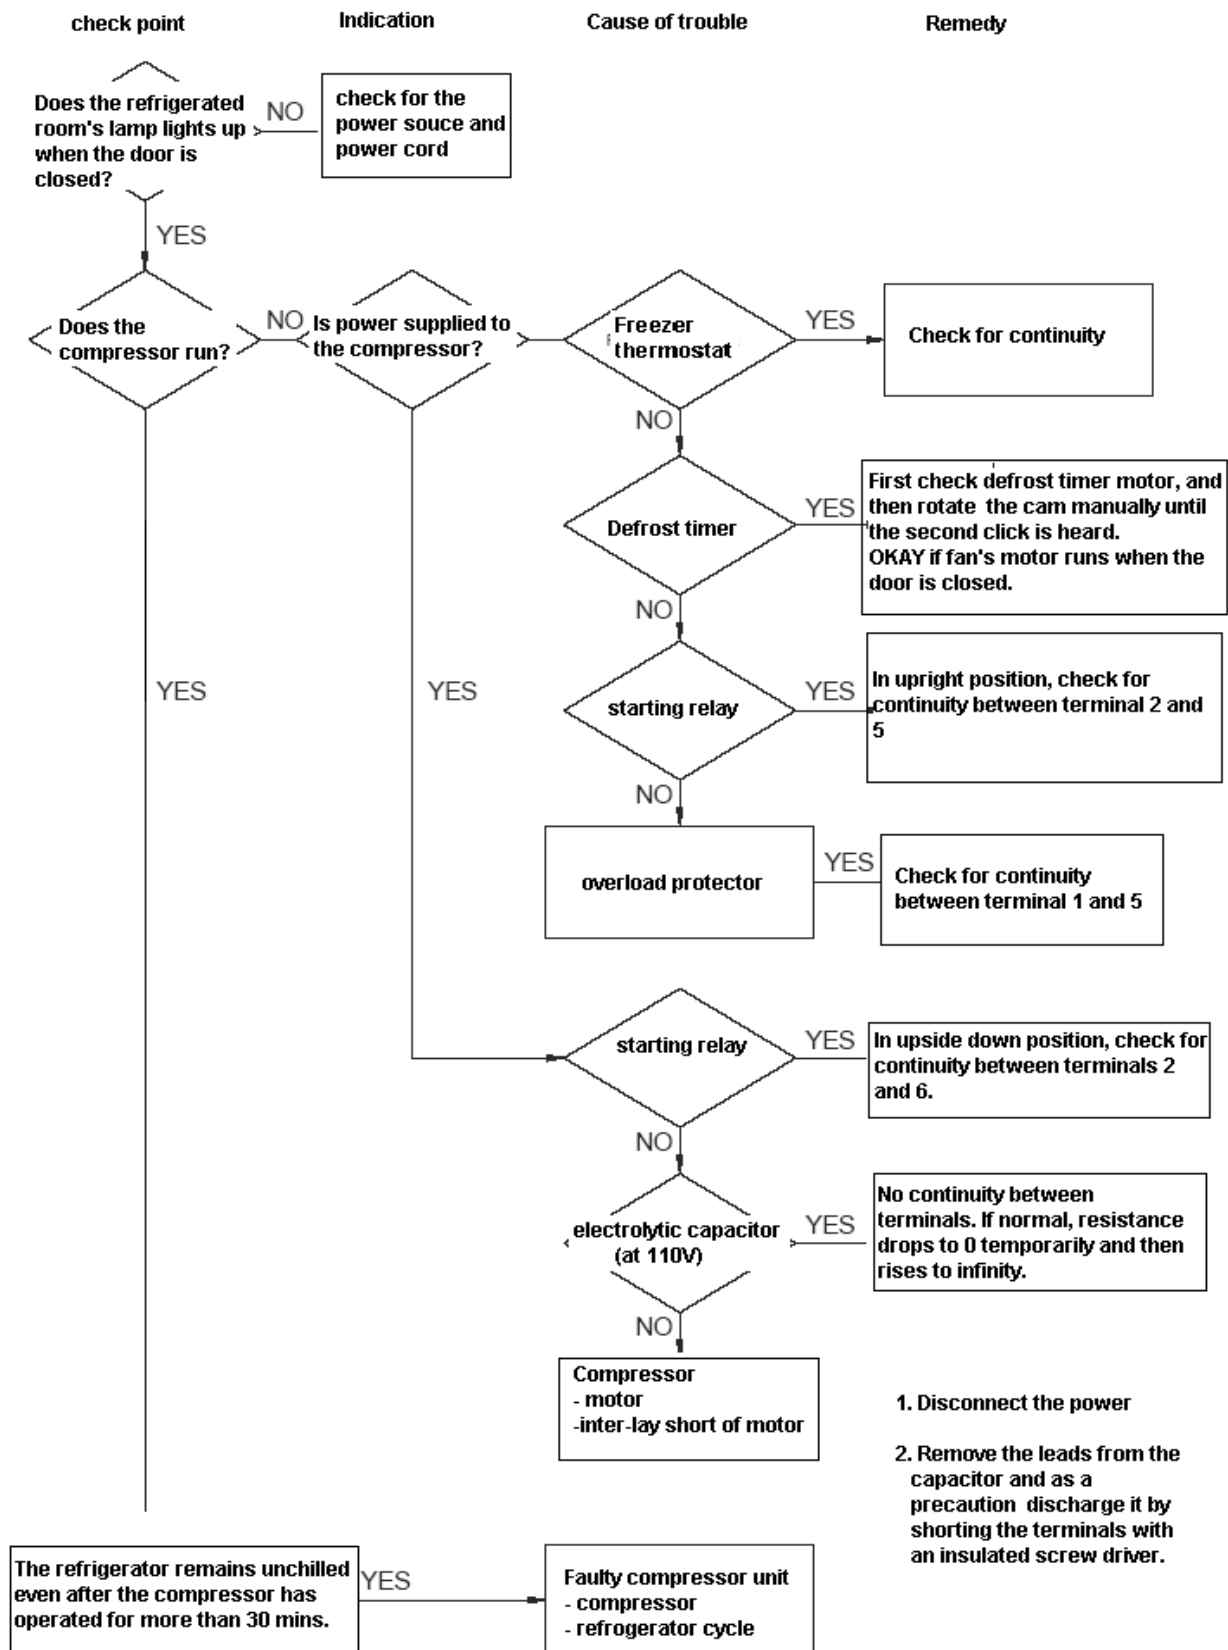 check point
Indication
Cause of trouble
Remedy
Does the refrigerated
room's lamp lights up
when the door is
closed?
NO
check for the
power souce and
power cord
YES
Does the
compressor run?
NO
Is power supplied to
the compressor?
Freezer
thermostat
YES
Check for continuity
NO
Defrost timer
YES
First check defrost timer motor, and
then rotate the cam manually until
the second click is heard.
OKAY if fan's motor runs when the
door is closed.
NO
starting relay
YES
In upright position, check for
continuity between terminal 2 and
5
NO
overload protector
YES
Check for continuity
between terminal 1 and 5
YES
YES
starting relay
YES
In upside down position, check for
continuity between terminals 2
and 6.
NO
electrolytic capacitor
(at 110V)
YES
No continuity between
terminals. If normal, resistance
drops to 0 temporarily and then
rises to infinity.
NO
Compressor
- motor
-inter-lay short of motor
1. Disconnect the power
2. Remove the leads from the
capacitor and as a
precaution discharge it by
shorting the terminals with
an insulated screw driver.
The refrigerator remains unchilled
even after the compressor has
operated for more than 30 mins.
YES
Faulty compressor unit
- compressor
- refrogerator cycle